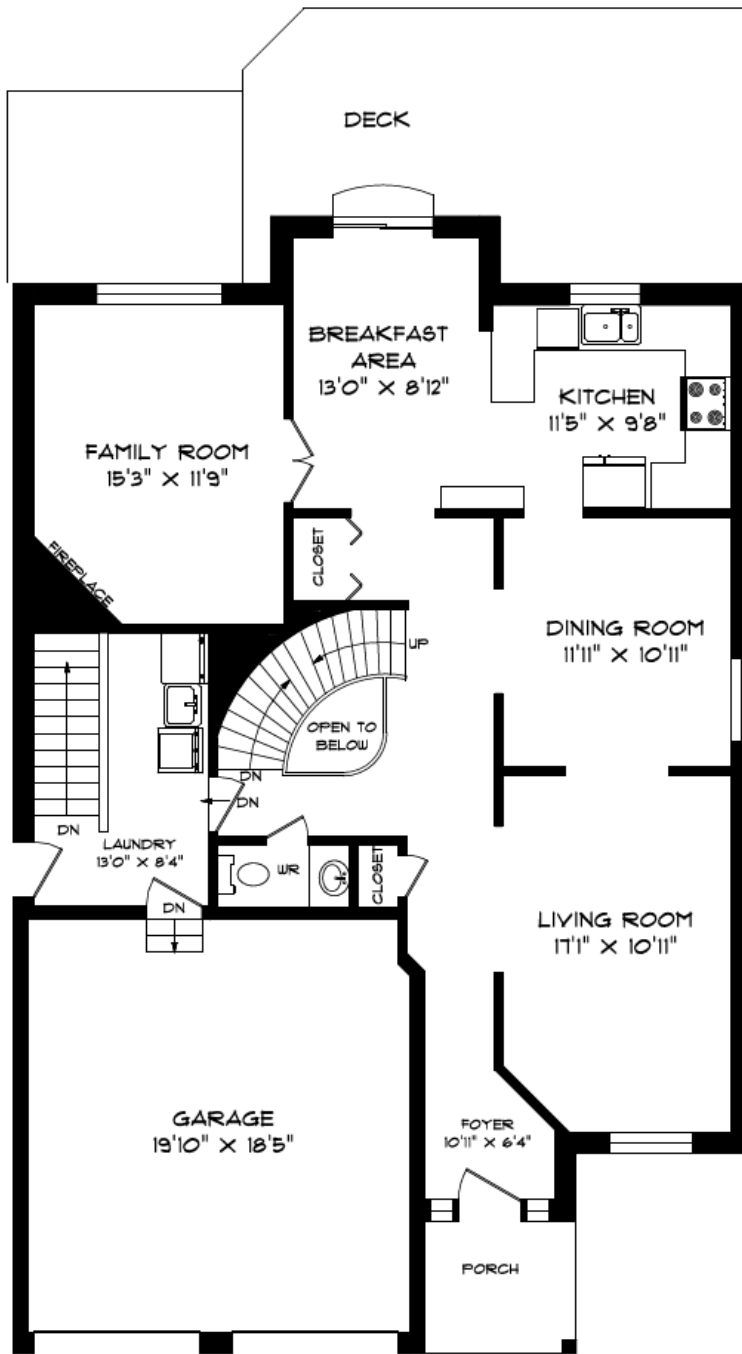 DECK
BREAKFAST
AREA
13'0" X 8'12"
KITCHEN
11'5" X 9'8"
FAMILY ROOM
15'3" X 11'9"
FIREPLACE
CLOSET
DINING ROOM
11'11" X 10'11"
UP
OPEN TO
BELOW
DN
DN
DN
LAUNDRY
13'0" X 8'4"
WR
CLOSET
DN
LIVING ROOM
17'1" X 10'11"
GARAGE
19'10" X 18'5"
FOYER
10'11" X 6'4"
PORCH